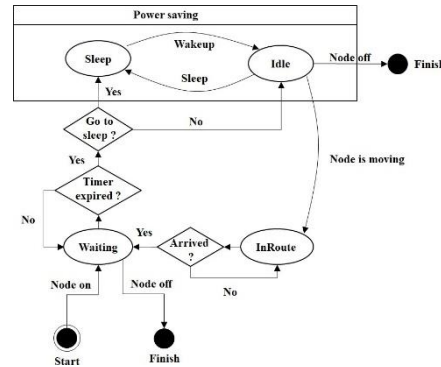 Power saving
Sleep
Wakeup
Idle
Sleep
Node off
Finish
Yes
Go to
sleep ?
No
Node is moving
Yes
Timer
expired ?
No
Yes
Waiting
Arrived
?
InRoute
No
Node on
Node off
Start
Finish